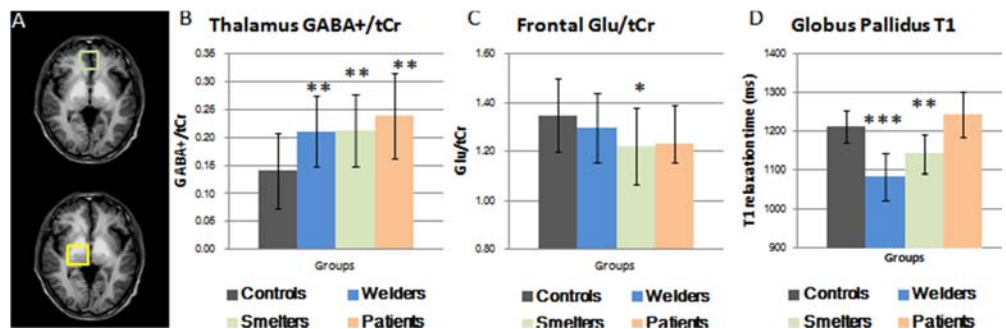 A
B Thalamus GABA+/tCr
GABA+/tCr
0.35
0.30
0.25
0.20
0.15
0.10
0.05
0.00
**
**
**
Groups
Controls
Welders
Smelters
Patients
C Frontal Glu/tCr
Glu/tCr
1.60
1.40
1.20
1.00
0.80
*
Groups
Controls
Welders
Smelters
Patients
D Globus Pallidus T1
T1 relaxation time (ms)
1300
1200
1100
1000
900
***
**
Groups
Controls
Welders
Smelters
Patients